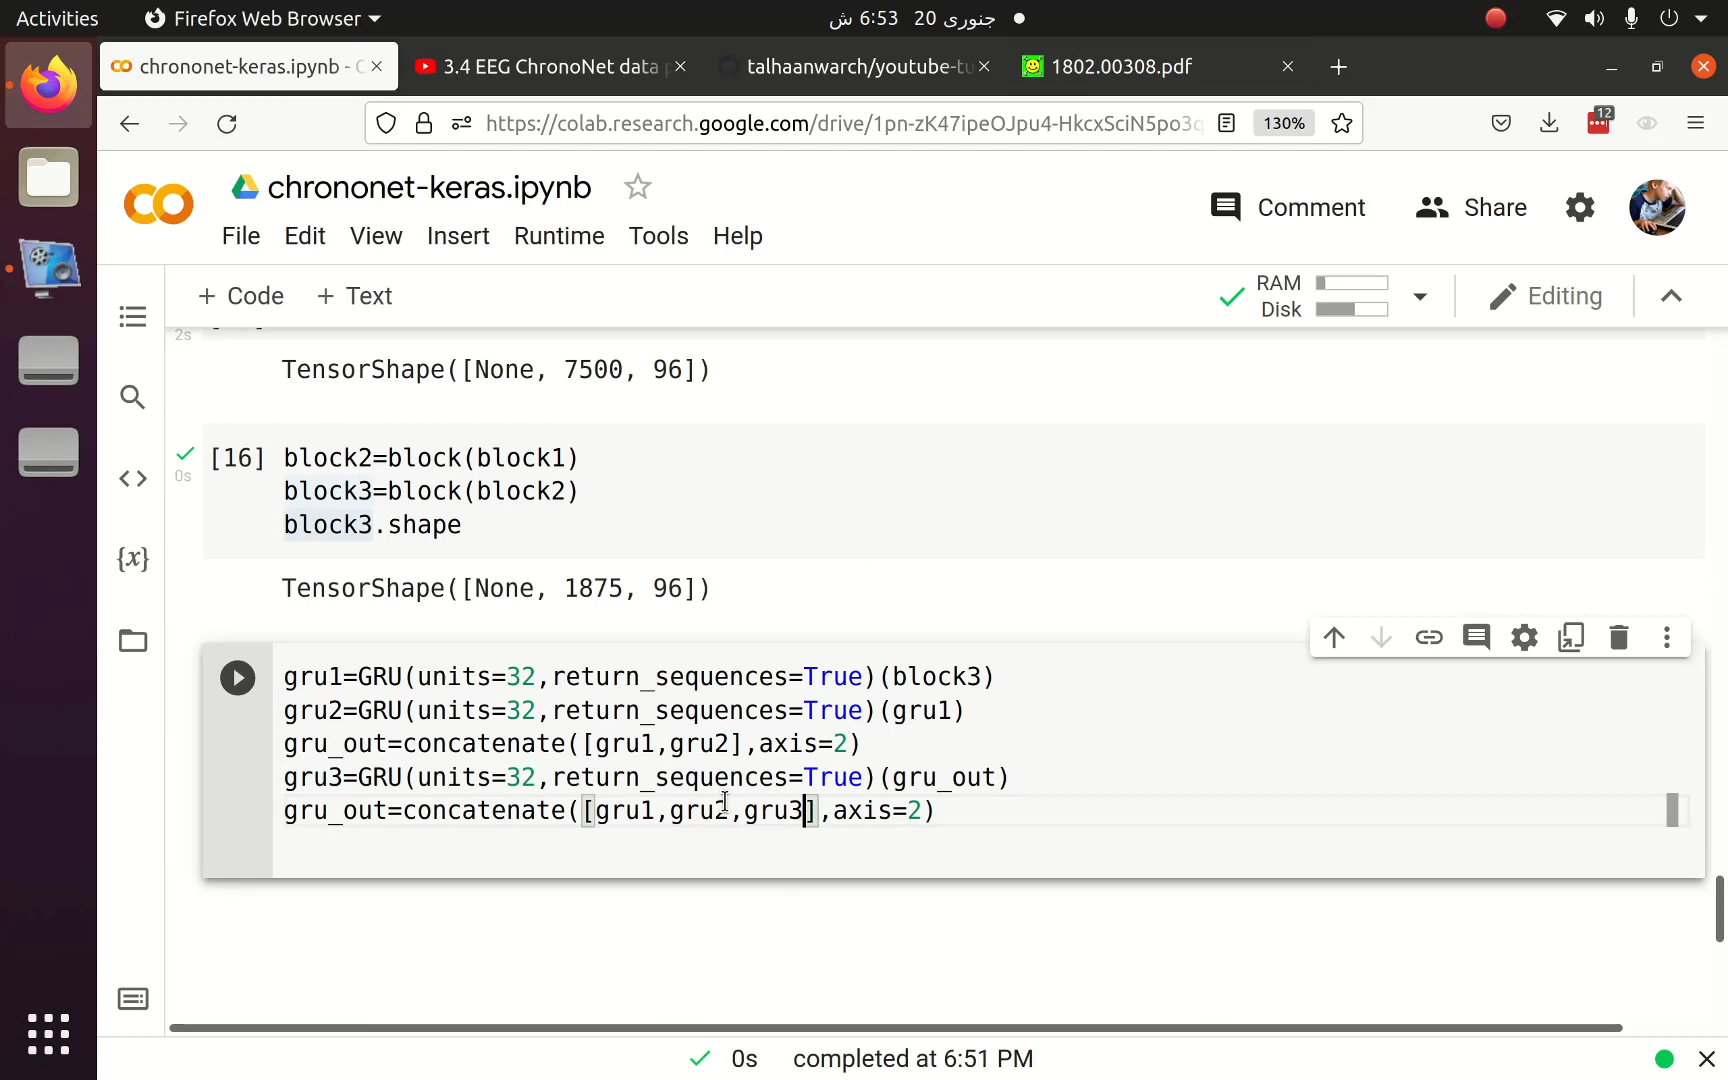 Activities
Firefox Web Browser
جنوری 20 6:53 ش
chrononet-keras.ipynb - C
3.4 EEG ChronoNet data p
talhaanwarch/youtube-tu
1802.00308.pdf
https://colab.research.google.com/drive/1pn-zK47ipeOJpu4-HkcxSciN5po3q
130%
12
chrononet-keras.ipynb
Comment
Share
File Edit View Insert Runtime Tools Help
+ Code + Text
RAM
Disk
Editing
2s
TensorShape([None, 7500, 96])
[16] block2=block(block1)
0s
block3=block(block2)
block3.shape
TensorShape([None, 1875, 96])
gru1=GRU(units=32,return_sequences=True)(block3)
gru2=GRU(units=32,return_sequences=True)(gru1)
gru_out=concatenate([gru1,gru2],axis=2)
gru3=GRU(units=32,return_sequences=True)(gru_out)
gru_out=concatenate([gru1,gru2,gru3],axis=2)
{x}
0s completed at 6:51 PM